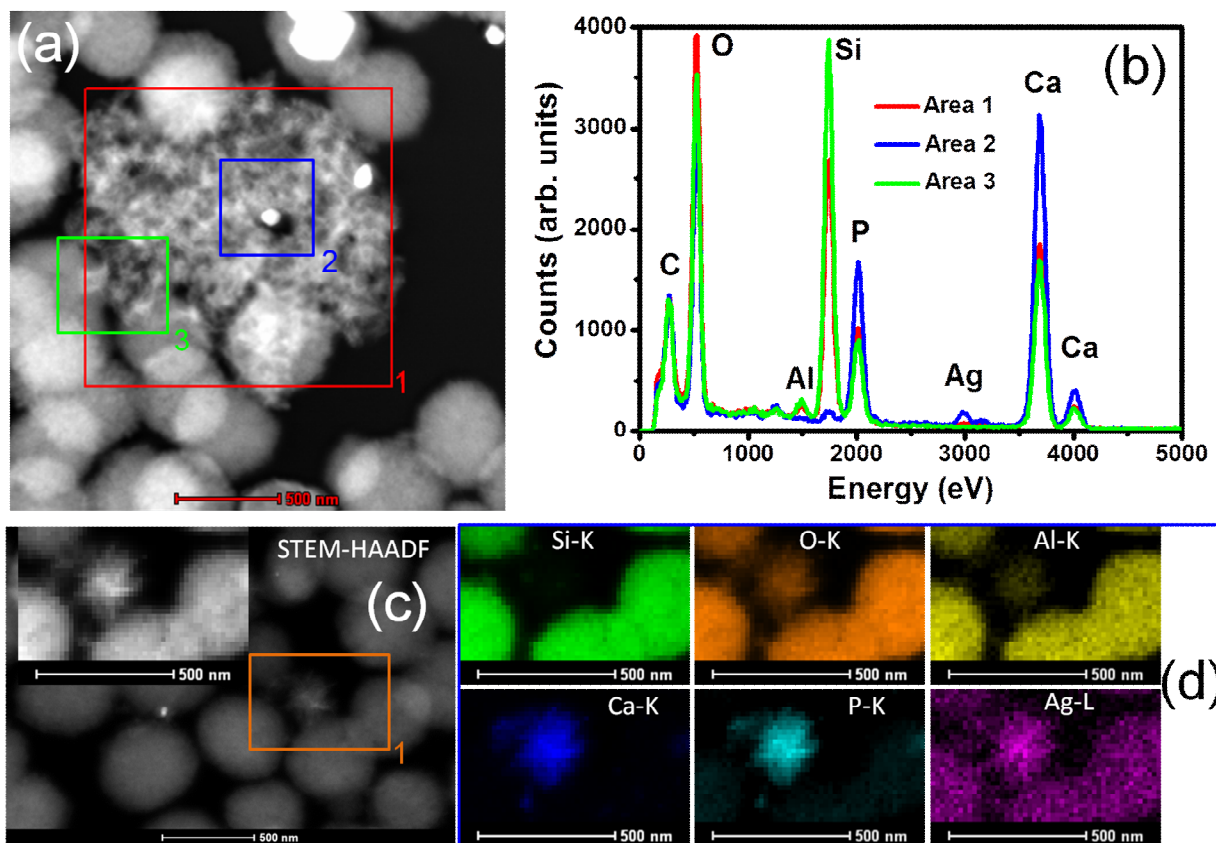 (a)
1
2
3
500 nm
(b)
4000
3000
2000
1000
0
Counts (arb. units)
O
Si
Ca
Area 1
Area 2
Area 3
P
C
Al
Ag
Ca
0 1000 2000 3000 4000 5000
Energy (eV)
STEM-HAADF
(c)
500 nm
1
500 nm
(d)
Si-K
500 nm
O-K
500 nm
Al-K
500 nm
Ca-K
500 nm
P-K
500 nm
Ag-L
500 nm